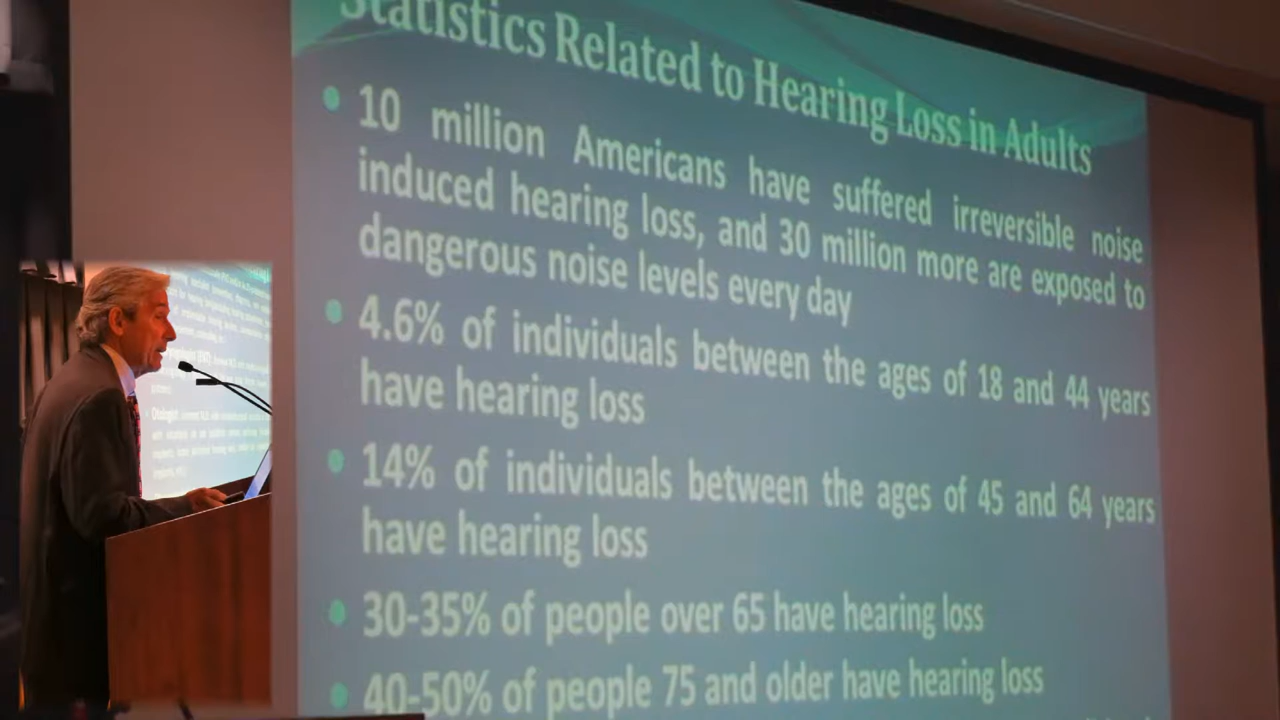 Statistics Related to Hearing Loss in Adults
10 million Americans have suffered irreversible noise
induced hearing loss, and 30 million more are exposed to
dangerous noise levels every day
4.6% of individuals between the ages of 18 and 44 years
have hearing loss
14% of individuals between the ages of 45 and 64 years
have hearing loss
30-35% of people over 65 have hearing loss
40-50% of people 75 and older have hearing loss